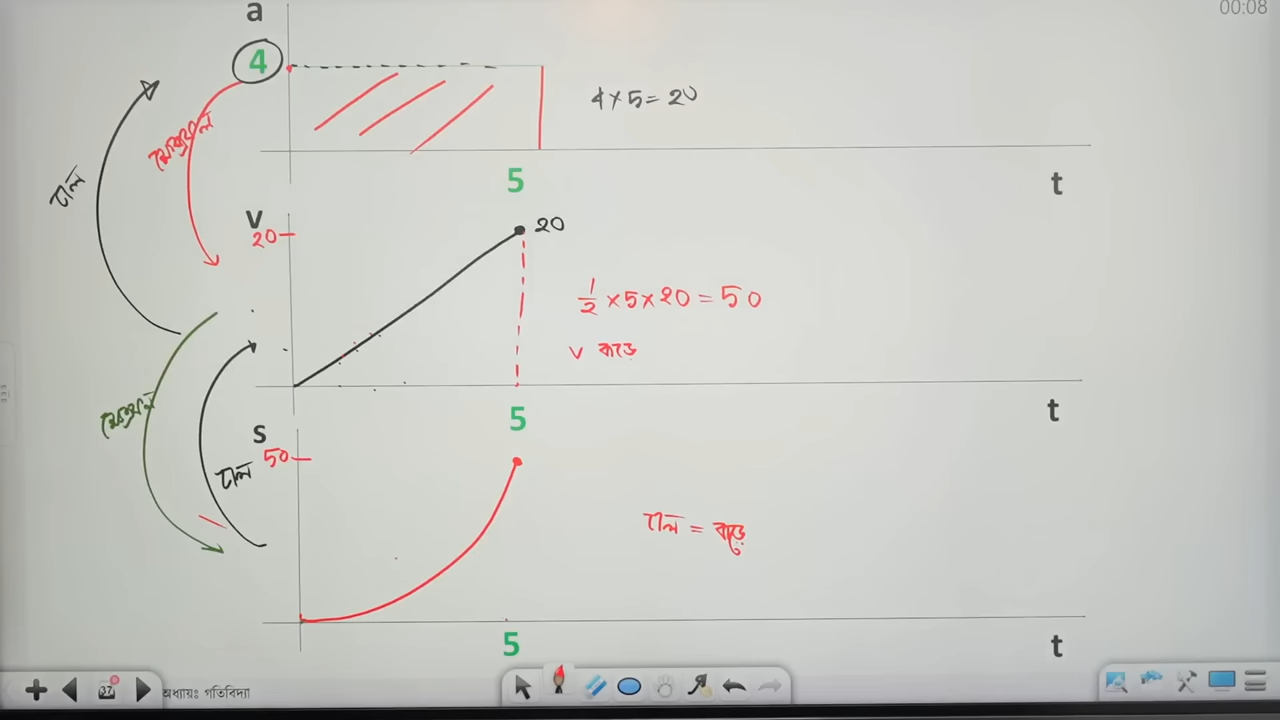 00:08
a
4
4 × 5 = 20
ক্ষেত্রফল
ঢাল
5
t
V
20
20
1/2 × 5 × 20 = 50
v বাড়ে
ক্ষেত্রফল
5
t
S
50
ঢাল
ঢাল = বাড়ে
5
t
37
অধ্যায়ঃ গতিবিদ্যা